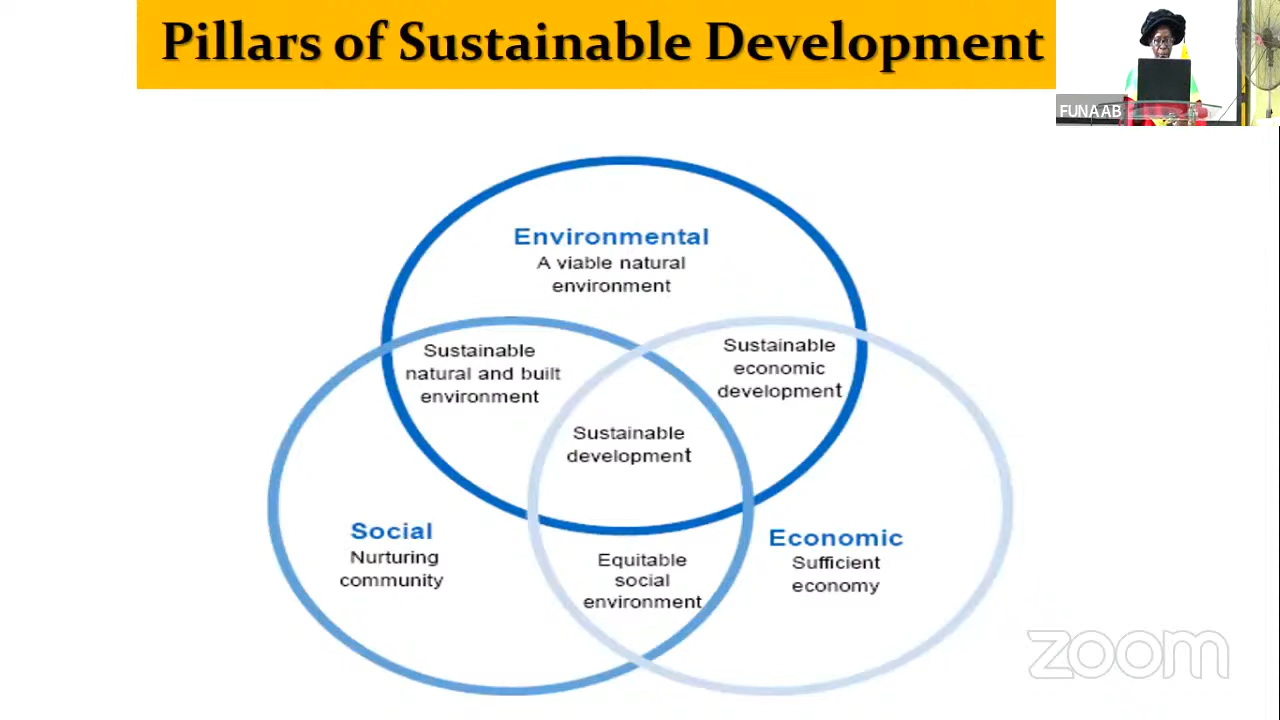 Pillars of Sustainable Development
FUNAAB
Environmental
A viable natural
environment
Sustainable
natural and built
environment
Sustainable
economic
development
Sustainable
development
Social
Nurturing
community
Equitable
social
environment
Economic
Sufficient
economy
zoom